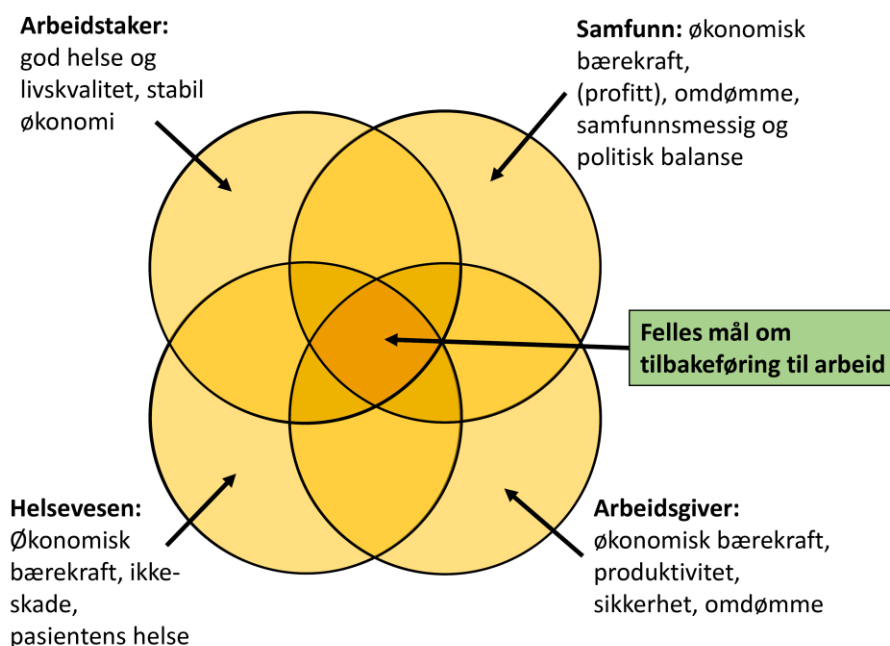 Arbeidstaker:
god helse og
livskvalitet, stabil
økonomi
Samfunn: økonomisk
bærekraft,
(profitt), omdømme,
samfunnsmessig og
politisk balanse
Felles mål om
tilbakeføring til arbeid
Helsevesen:
Økonomisk
bærekraft, ikke-
skade,
pasientens helse
Arbeidsgiver:
økonomisk bærekraft,
produktivitet,
sikkerhet, omdømme